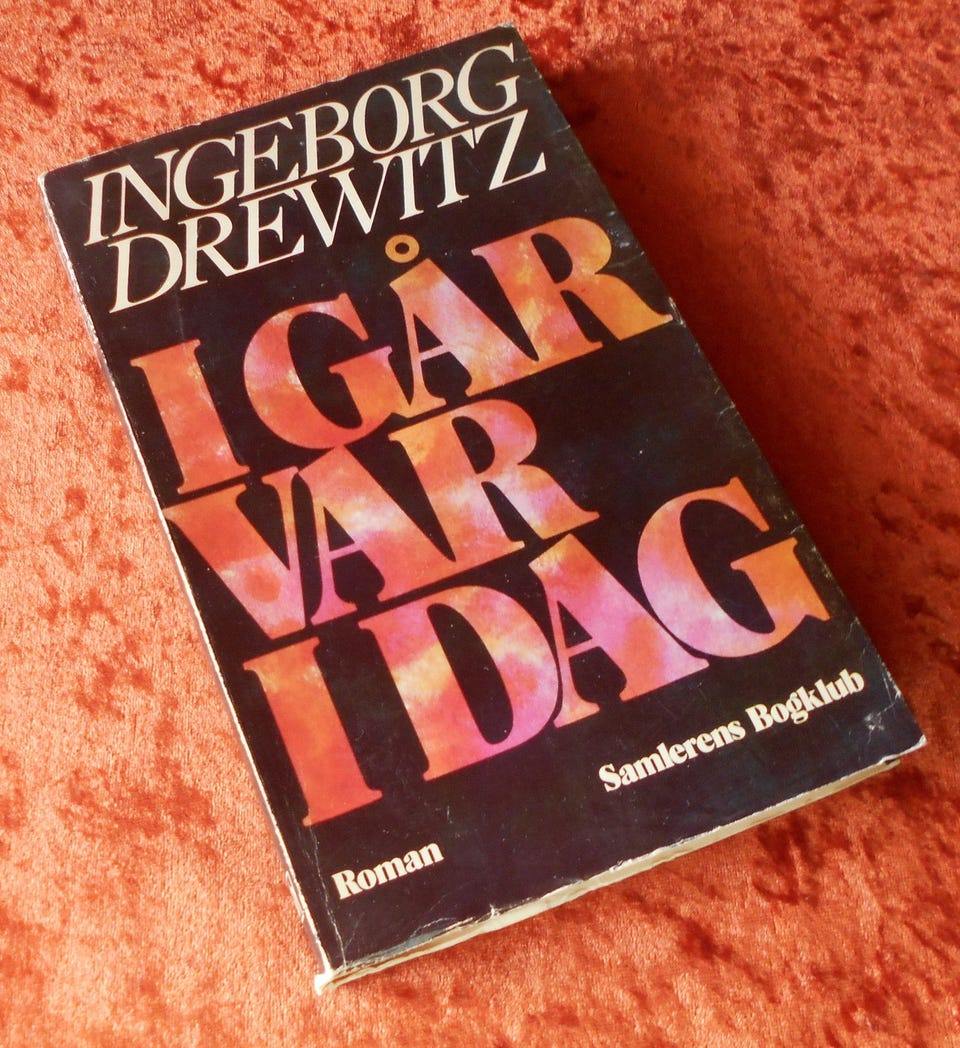 INGEBORG
DREWITZ
I GÅR
VAR
I DAG
Samlerens Bogklub
Roman